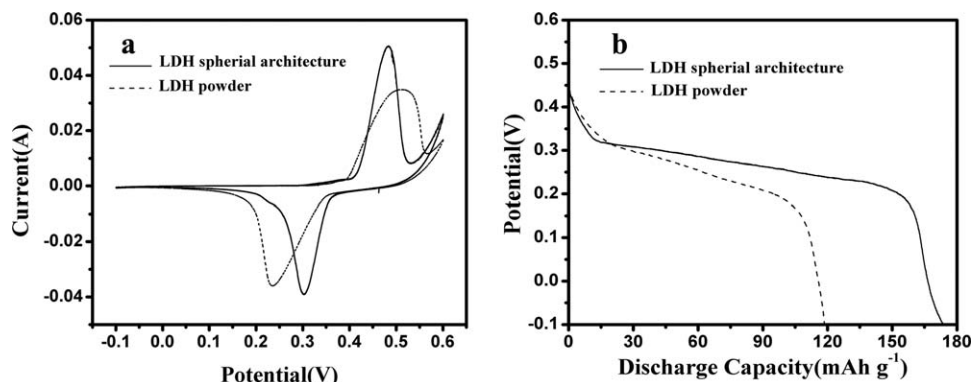 a
LDH spherial architecture
LDH powder
0.06
0.04
0.02
0.00
-0.02
-0.04
Current(A)
-0.1 0.0 0.1 0.2 0.3 0.4 0.5 0.6
Potential(V)
b
LDH spherial architecture
LDH powder
0.6
0.5
0.4
0.3
0.2
0.1
0.0
-0.1
Potential(V)
0 30 60 90 120 150 180
Discharge Capacity(mAh g⁻¹)